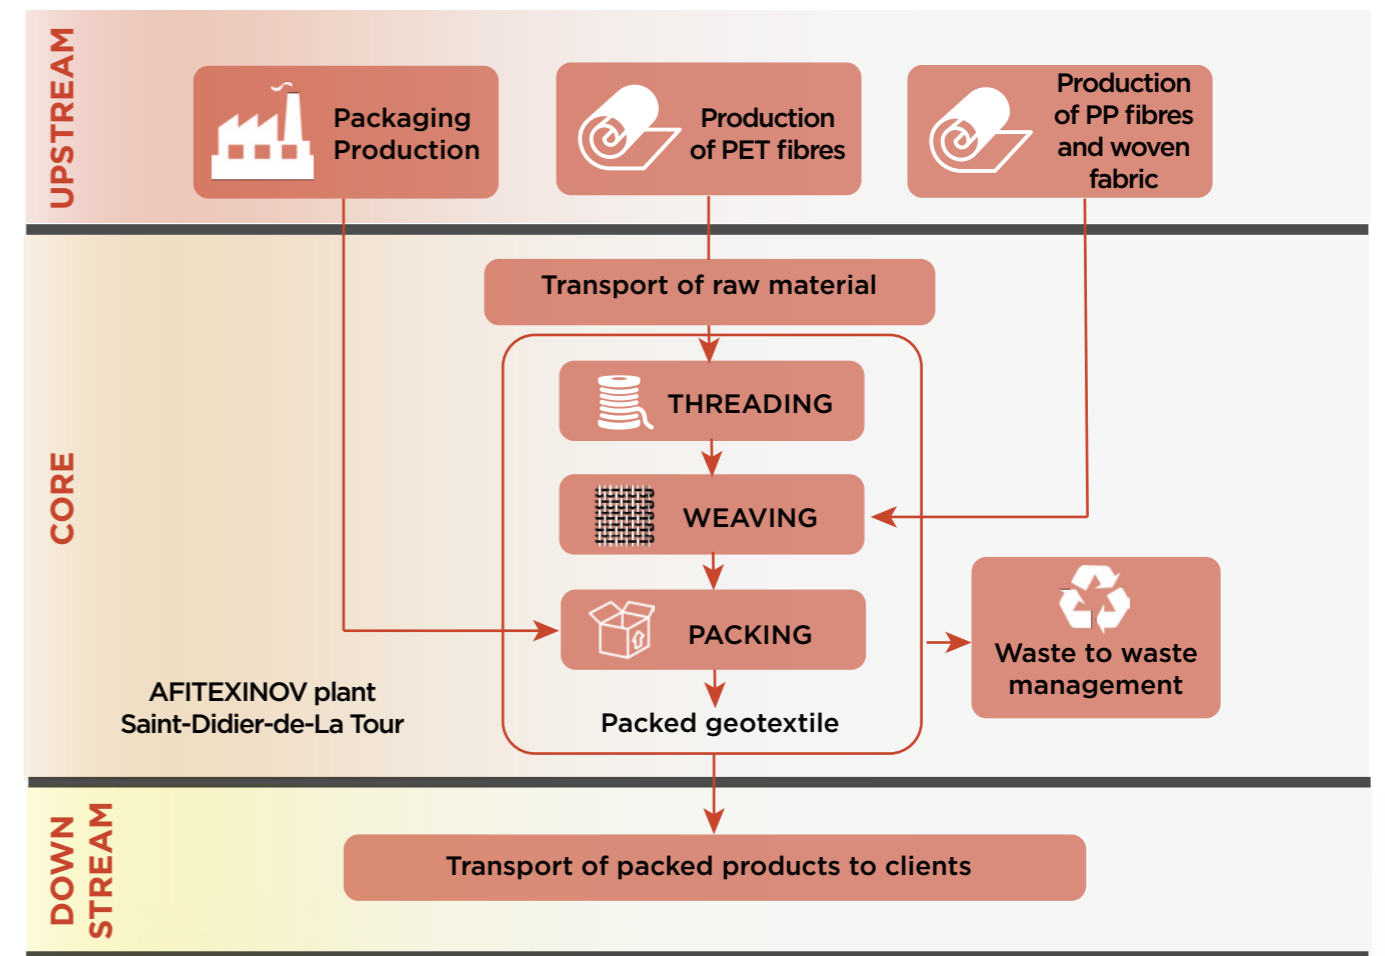 UPSTREAM
Packaging
Production
Production
of PET fibres
Production
of PP fibres
and woven
fabric
CORE
Transport of raw material
THREADING
WEAVING
PACKING
Packed geotextile
Waste to waste
management
AFITEXINOV plant
Saint-Didier-de-La Tour
DOWN
STREAM
Transport of packed products to clients